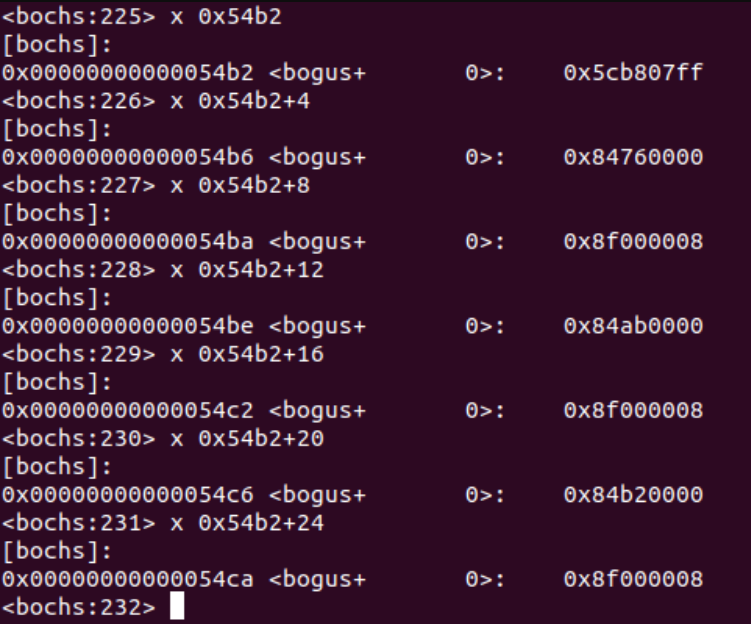 <bochs:225> x 0x54b2
[bochs]:
0x00000000000054b2 <bogus+       0>:    0x5cb807ff
<bochs:226> x 0x54b2+4
[bochs]:
0x00000000000054b6 <bogus+       0>:    0x84760000
<bochs:227> x 0x54b2+8
[bochs]:
0x00000000000054ba <bogus+       0>:    0x8f000008
<bochs:228> x 0x54b2+12
[bochs]:
0x00000000000054be <bogus+       0>:    0x84ab0000
<bochs:229> x 0x54b2+16
[bochs]:
0x00000000000054c2 <bogus+       0>:    0x8f000008
<bochs:230> x 0x54b2+20
[bochs]:
0x00000000000054c6 <bogus+       0>:    0x84b20000
<bochs:231> x 0x54b2+24
[bochs]:
0x00000000000054ca <bogus+       0>:    0x8f000008
<bochs:232>